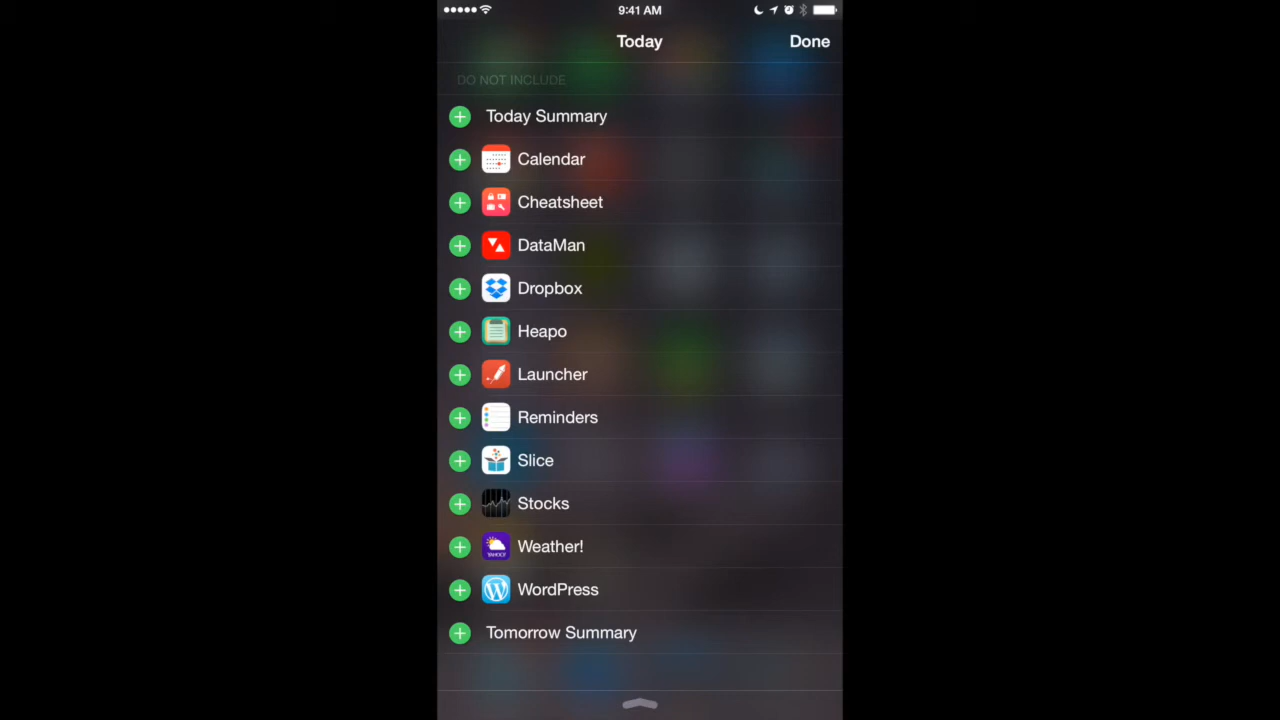 9:41 AM
Today
Done
DO NOT INCLUDE
Today Summary
Calendar
Cheatsheet
DataMan
Dropbox
Heapo
Launcher
Reminders
Slice
Stocks
YAHOO!
Weather!
WordPress
Tomorrow Summary